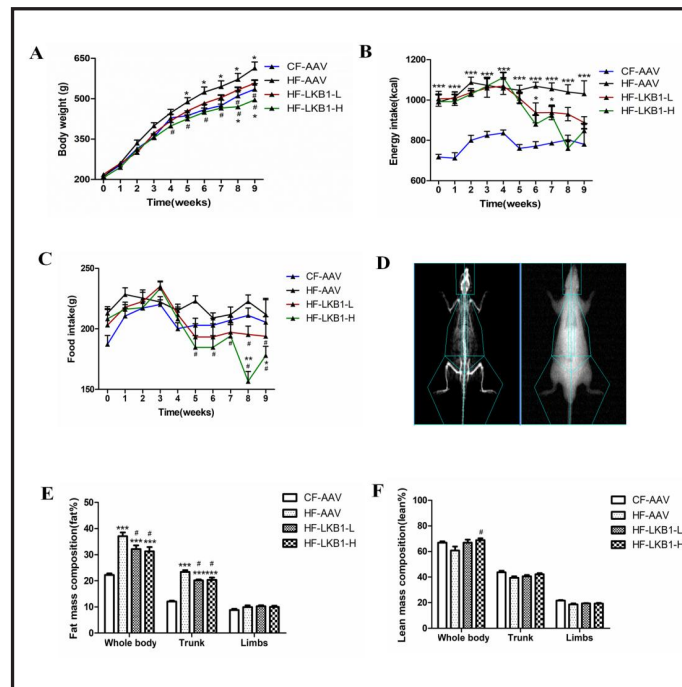 A
Body weight (g)
600
400
200
0 1 2 3 4 5 6 7 8 9
Time(weeks)
CF-AAV
HF-AAV
HF-LKB1-L
HF-LKB1-H
* * * * *
# # # # # #
* *
B
Energy intake(kcal)
1200
1000
800
600
0 1 2 3 4 5 6 7 8 9
Time(weeks)
CF-AAV
HF-AAV
HF-LKB1-L
HF-LKB1-H
*** *** *** *** *** *** *** *** *** ***
* *
C
Food intake(g)
250
200
150
0 1 2 3 4 5 6 7 8 9
Time(weeks)
CF-AAV
HF-AAV
HF-LKB1-L
HF-LKB1-H
# # # # #
** *
# #
D
E
Fat mass composition(fat%)
50
40
30
20
10
0
Whole body Trunk Limbs
CF-AAV
HF-AAV
HF-LKB1-L
HF-LKB1-H
# # # #
*** *** *** *** *** ***
F
Lean mass composition(lean%)
100
80
60
40
20
0
Whole body Trunk Limbs
CF-AAV
HF-AAV
HF-LKB1-L
HF-LKB1-H
#